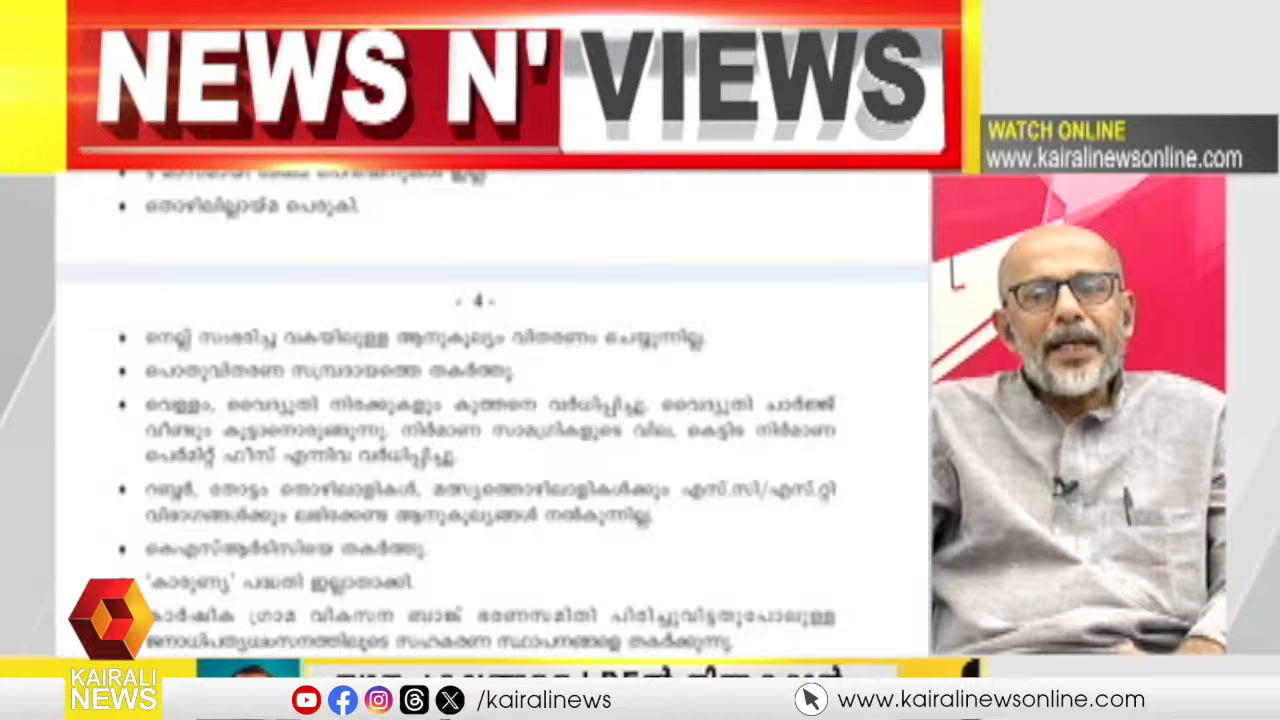 NEWS N' VIEWS
WATCH ONLINE
www.kairalinewsonline.com
തൊഴിലില്ലായ്മ പെരുകി.
- 4 -
നെല്ല് സംഭരിച്ച വകയിലുള്ള ആനുകൂല്യം വിതരണം ചെയ്യുന്നില്ല.
പൊതുവിതരണ സമ്പ്രദായത്തെ തകർത്തു.
വെള്ളം, വൈദ്യുതി നിരക്കുകളും കുത്തനെ വർധിപ്പിച്ചു. വൈദ്യുതി ചാർജ്ജ്
വീണ്ടും കൂട്ടാനൊരുങ്ങുന്നു. നിർമാണ സാമഗ്രികളുടെ വില, കെട്ടിട നിർമാണ
പെർമിറ്റ് ഫീസ് എന്നിവ വർധിപ്പിച്ചു.
റബ്ബർ, തോട്ടം തൊഴിലാളികൾ, മത്സ്യത്തൊഴിലാളികൾക്കും എസ്.സി/എസ്.റ്റി
വിഭാഗങ്ങൾക്കും ലഭിക്കേണ്ട ആനുകൂല്യങ്ങൾ നൽകുന്നില്ല.
കെഎസ്ആർടിസിയെ തകർത്തു.
'കാരുണ്യ' പദ്ധതി ഇല്ലാതാക്കി.
കാർഷിക ഗ്രാമ വികസന ബാങ്ക് ഭരണസമിതി പിരിച്ചുവിട്ടതുപോലുള്ള
ജനാധിപത്യധ്വംസനത്തിലൂടെ സഹകരണ സ്ഥാപനങ്ങളെ തകർക്കുന്നു.
KAIRALI
NEWS
/kairalinews
www.kairalinewsonline.com